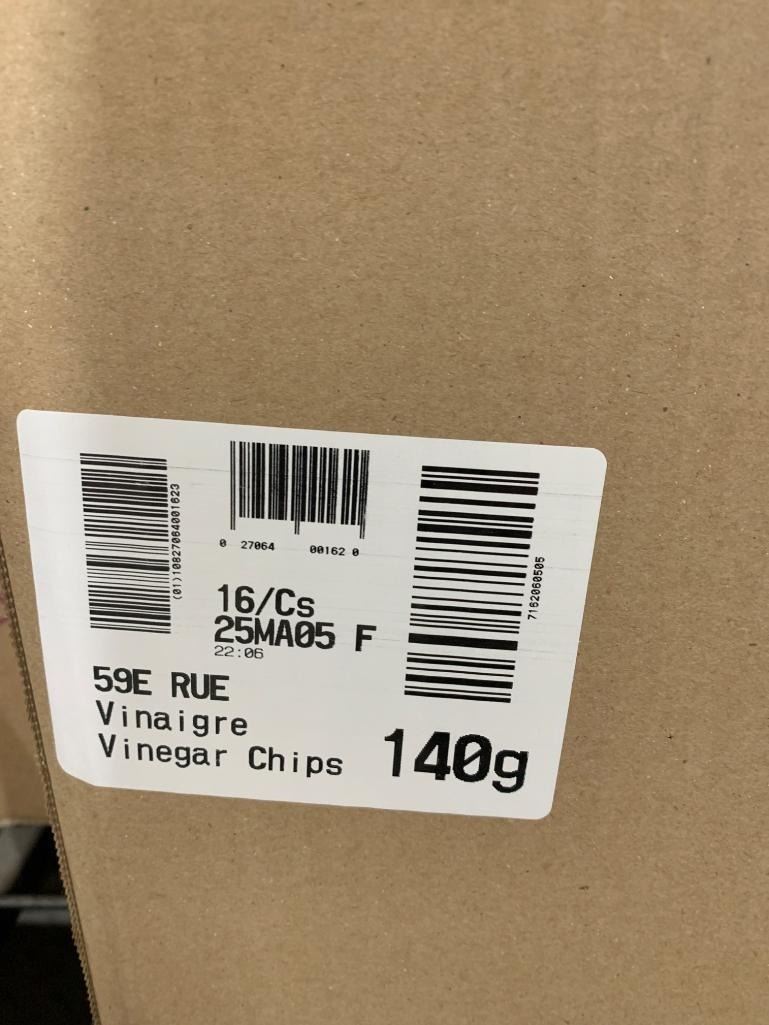 (01)10827064001623
0 27064 00162 0
7162060505
16/Cs
25MA05 F
22:06
59E RUE
Vinaigre
Vinegar Chips
140g